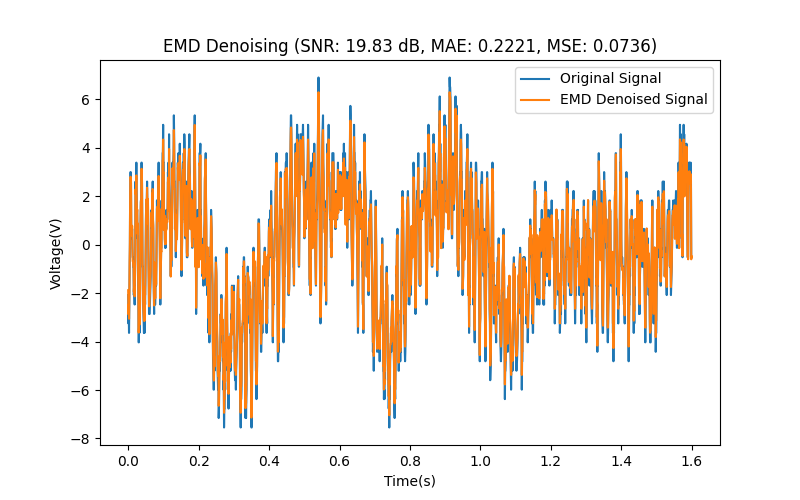 EMD Denoising (SNR: 19.83 dB, MAE: 0.2221, MSE: 0.0736)
Original Signal
EMD Denoised Signal
6
4
2
0
−2
−4
−6
−8
Voltage(V)
0.0 0.2 0.4 0.6 0.8 1.0 1.2 1.4 1.6
Time(s)